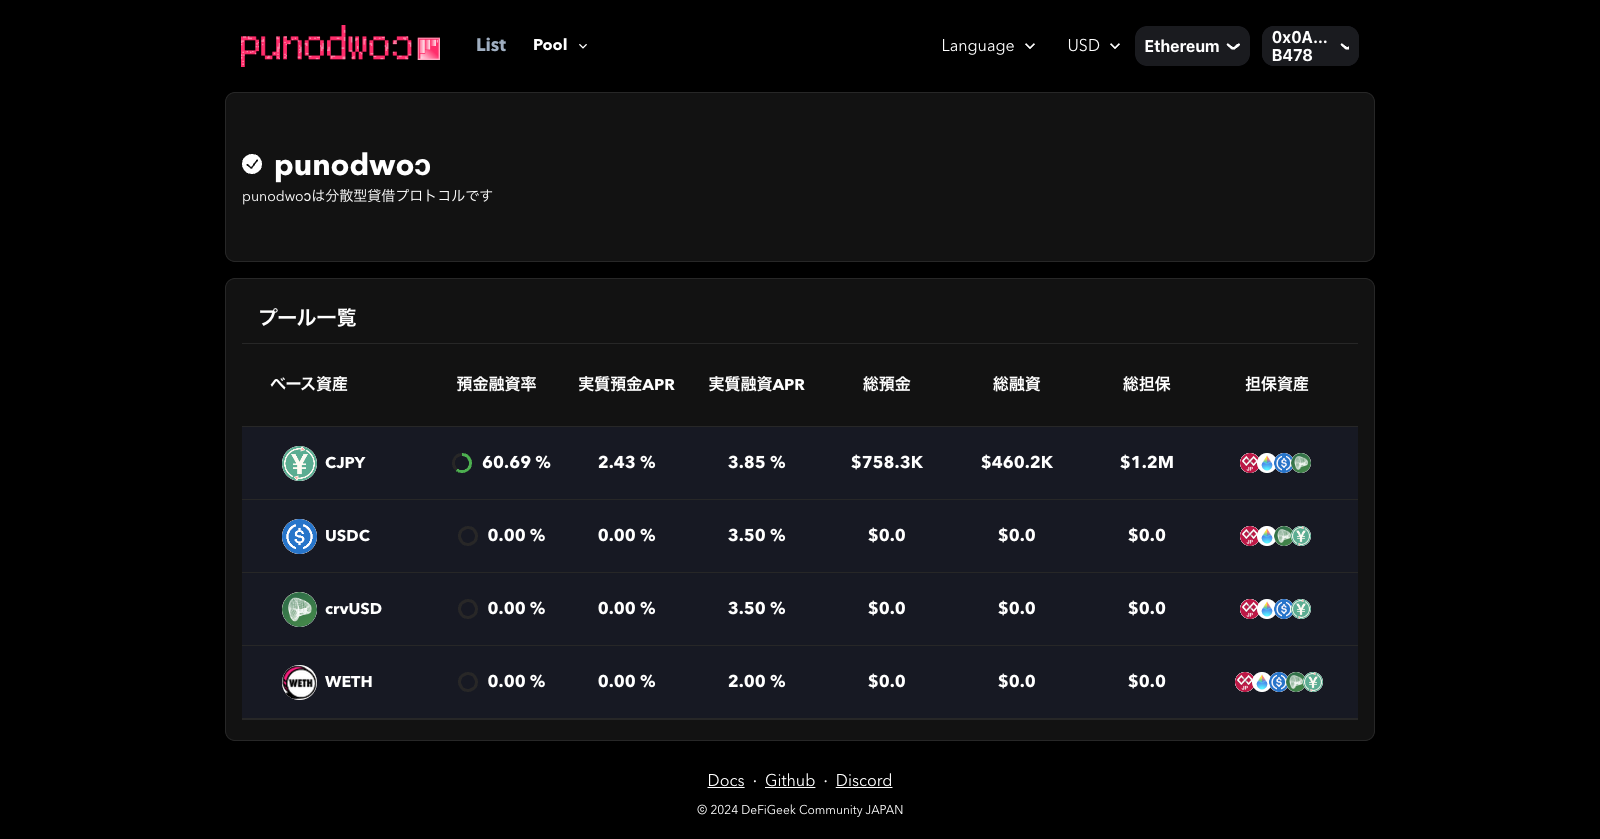 punodwoɔ List Pool Language USD Ethereum 0x0A...
B478
punodwoɔ
punodwoɔは分散型貸借プロトコルです
プール一覧
ベース資産 預金融資率 実質預金APR 実質融資APR 総預金 総融資 総担保 担保資産
CJPY 60.69 % 2.43 % 3.85 % $758.3K $460.2K $1.2M
USDC 0.00 % 0.00 % 3.50 % $0.0 $0.0 $0.0
crvUSD 0.00 % 0.00 % 3.50 % $0.0 $0.0 $0.0
WETH WETH 0.00 % 0.00 % 2.00 % $0.0 $0.0 $0.0
Docs · Github · Discord
© 2024 DeFiGeek Community JAPAN